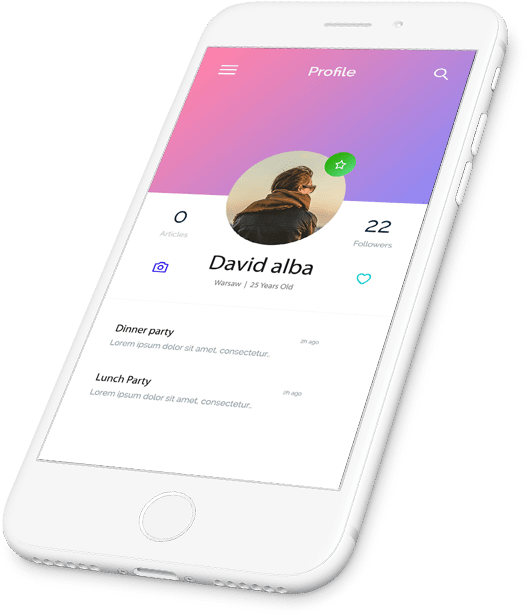 Profile
0
Articles
22
Followers
David alba
Warsaw | 25 Years Old
Dinner party
2h ago
Lorem ipsum dolor sit amet, consectetur,
Lunch Party
2h ago
Lorem ipsum dolor sit amet, consectetur,